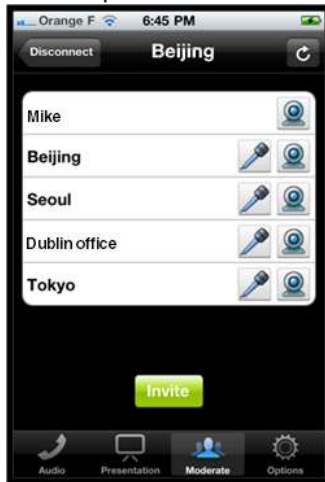 Orange F 6:45 PM
Disconnect Beijing
Mike
Beijing
Seoul
Dublin office
Tokyo
Invite
Audio Presentation Moderate Options